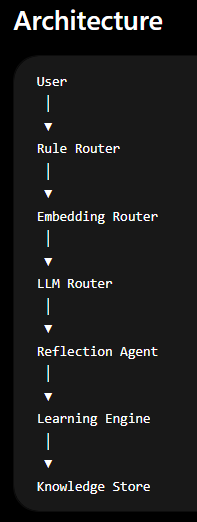 Architecture
User
Rule Router
Embedding Router
LLM Router
Reflection Agent
Learning Engine
Knowledge Store